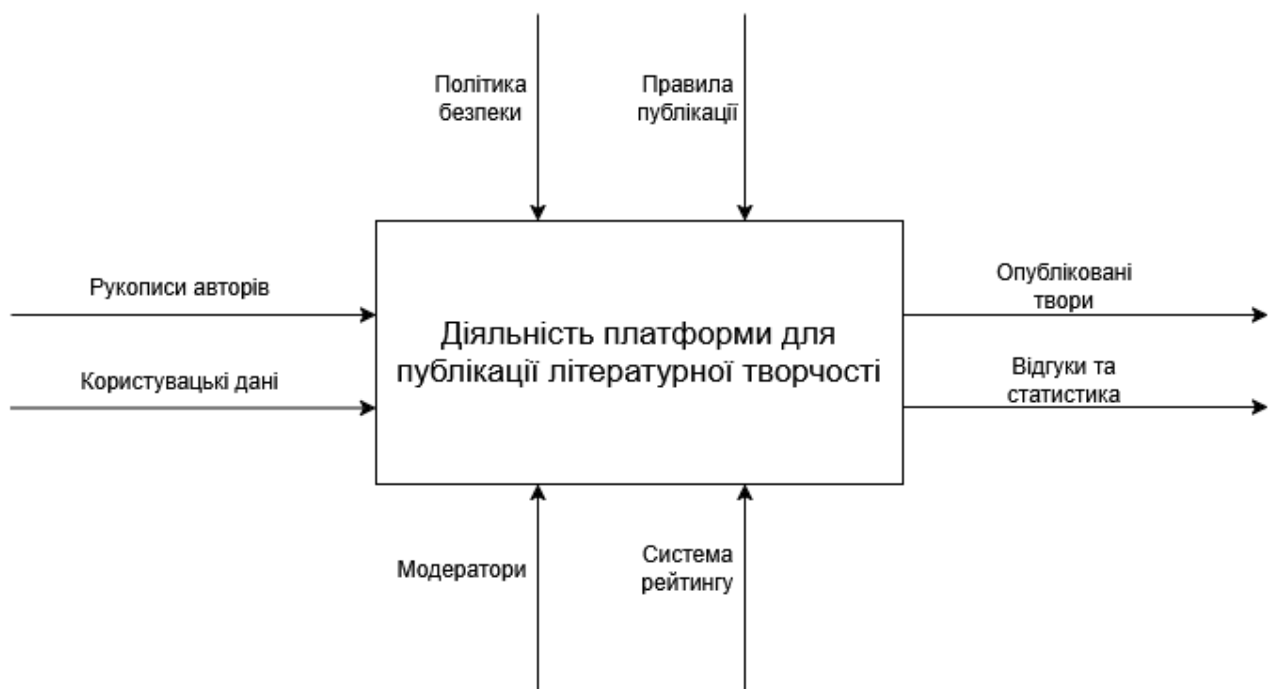 Політика
безпеки
Правила
публікації
Рукописи авторів
Користувацькі дані
Діяльність платформи для
публікації літературної творчості
Опубліковані
твори
Відгуки та
статистика
Модератори
Система
рейтингу